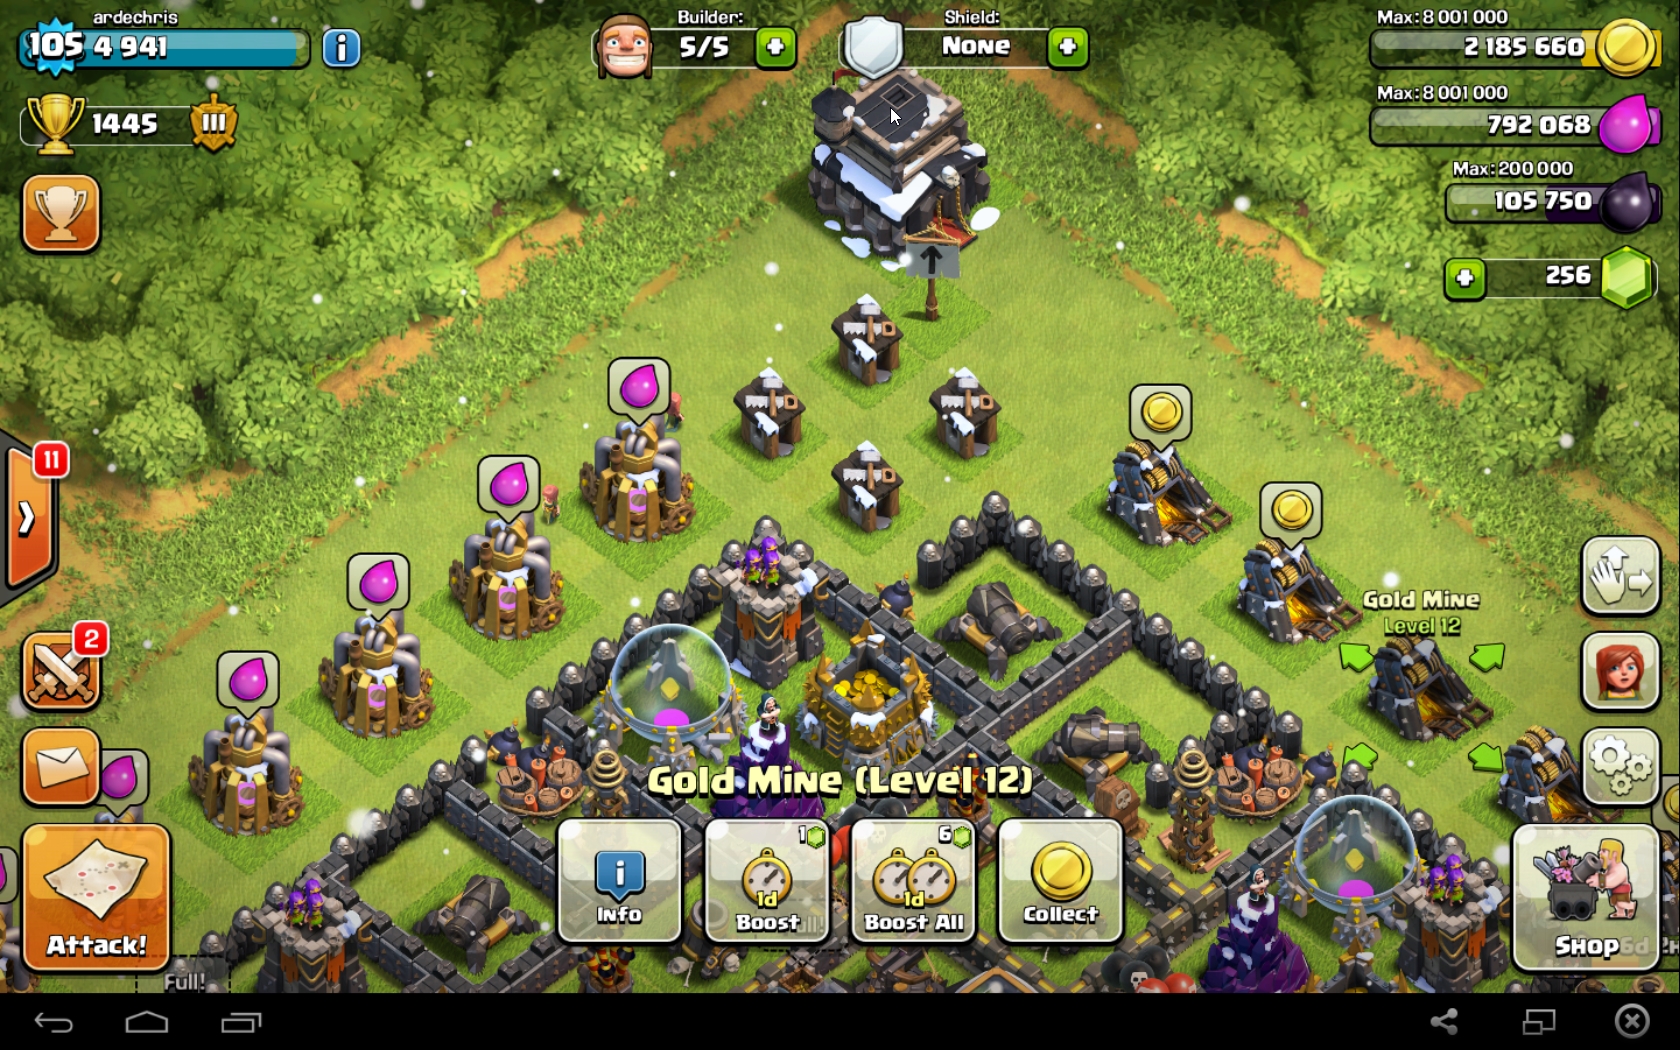 ardechris
105 4 941
i
Builder:
5/5
Shield:
None
Max: 8 001 000
2 185 660
1445
III
Max: 8 001 000
792 068
Max: 200 000
105 750
256
11
Gold Mine
Level 12
2
Gold Mine (Level 12)
i
Info
1
1d
Boost
6
1d
Boost All
Collect
Attack!
Shop
Full!